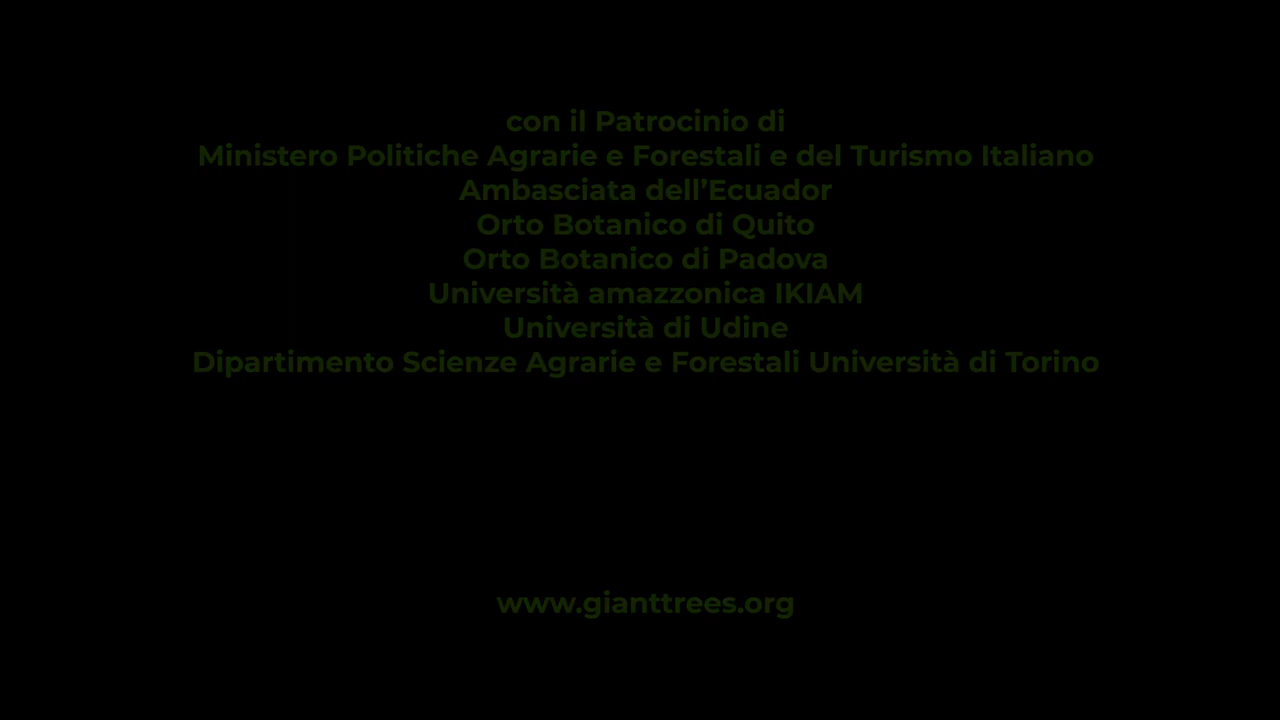 con il Patrocinio di
Ministero Politiche Agrarie e Forestali e del Turismo Italiano
Ambasciata dell’Ecuador
Orto Botanico di Quito
Orto Botanico di Padova
Università amazzonica IKIAM
Università di Udine
Dipartimento Scienze Agrarie e Forestali Università di Torino
www.gianttrees.org